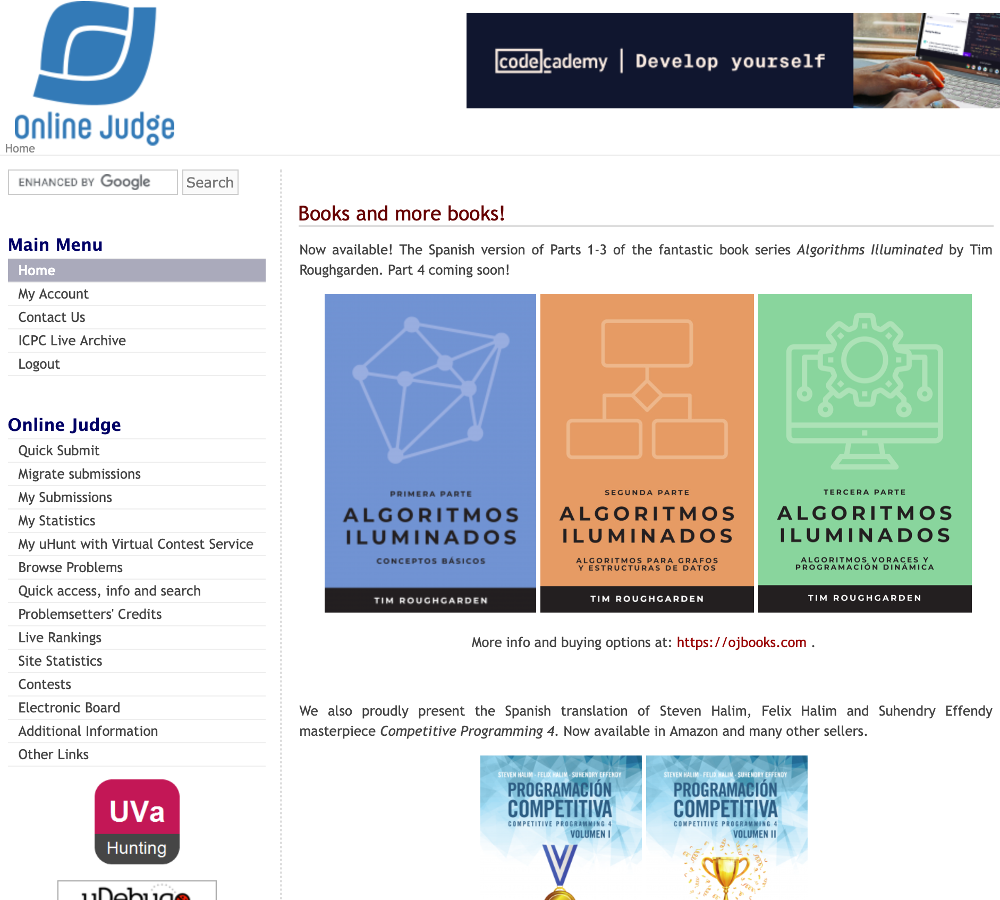 codecademy | Develop yourself
Online Judge
Home
ENHANCED BY Google
Search
Main Menu
Home
My Account
Contact Us
ICPC Live Archive
Logout
Online Judge
Quick Submit
Migrate submissions
My Submissions
My Statistics
My uHunt with Virtual Contest Service
Browse Problems
Quick access, info and search
Problemsetters' Credits
Live Rankings
Site Statistics
Contests
Electronic Board
Additional Information
Other Links
UVa
Hunting
uDebug
Books and more books!
Now available! The Spanish version of Parts 1-3 of the fantastic book series Algorithms Illuminated by Tim
Roughgarden. Part 4 coming soon!
PRIMERA PARTE
ALGORITMOS
ILUMINADOS
CONCEPTOS BÁSICOS
TIM ROUGHGARDEN
SEGUNDA PARTE
ALGORITMOS
ILUMINADOS
ALGORITMOS PARA GRAFOS
Y ESTRUCTURAS DE DATOS
TIM ROUGHGARDEN
TERCERA PARTE
ALGORITMOS
ILUMINADOS
ALGORITMOS VORACES Y
PROGRAMACIÓN DINÁMICA
TIM ROUGHGARDEN
More info and buying options at: https://ojbooks.com .
We also proudly present the Spanish translation of Steven Halim, Felix Halim and Suhendry Effendy
masterpiece Competitive Programming 4. Now available in Amazon and many other sellers.
STEVEN HALIM · FELIX HALIM · SUHENDRY EFFENDY
PROGRAMACIÓN
COMPETITIVA
COMPETITIVE PROGRAMMING 4
VOLUMEN I
STEVEN HALIM · FELIX HALIM · SUHENDRY EFFENDY
PROGRAMACIÓN
COMPETITIVA
COMPETITIVE PROGRAMMING 4
VOLUMEN II